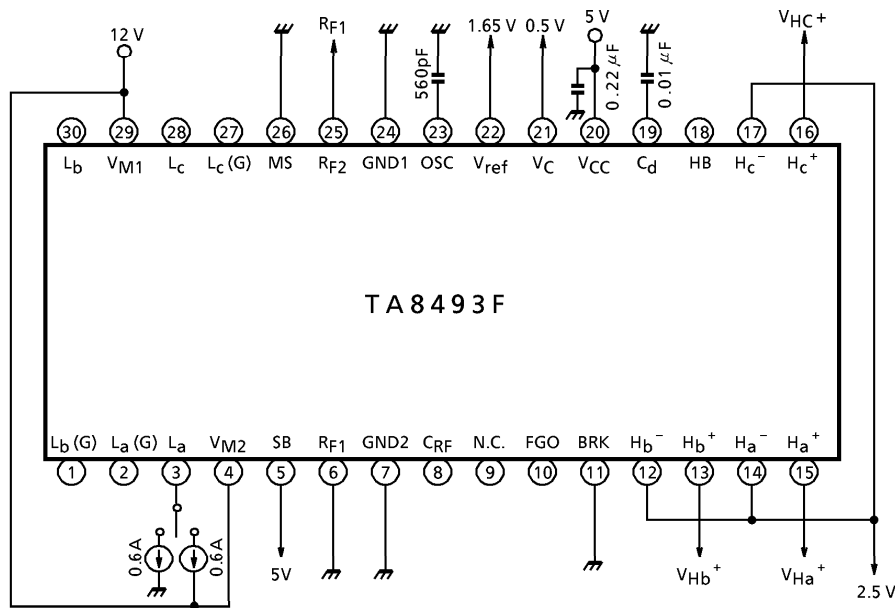 12 V
R_F1
560pF
1.65 V
0.5 V
5 V
0.22 μF
0.01 μF
V_HC+
30 29 28 27 26 25 24 23 22 21 20 19 18 17 16
L_b V_M1 L_c L_c (G) MS R_F2 GND1 OSC V_ref V_C V_CC C_d HB H_c^- H_c^+
TA8493F
L_b (G) L_a (G) L_a V_M2 SB R_F1 GND2 C_RF N.C. FGO BRK H_b^- H_b^+ H_a^- H_a^+
1 2 3 4 5 6 7 8 9 10 11 12 13 14 15
0.6A
0.6A
5V
V_Hb^+
V_Ha^+
2.5 V